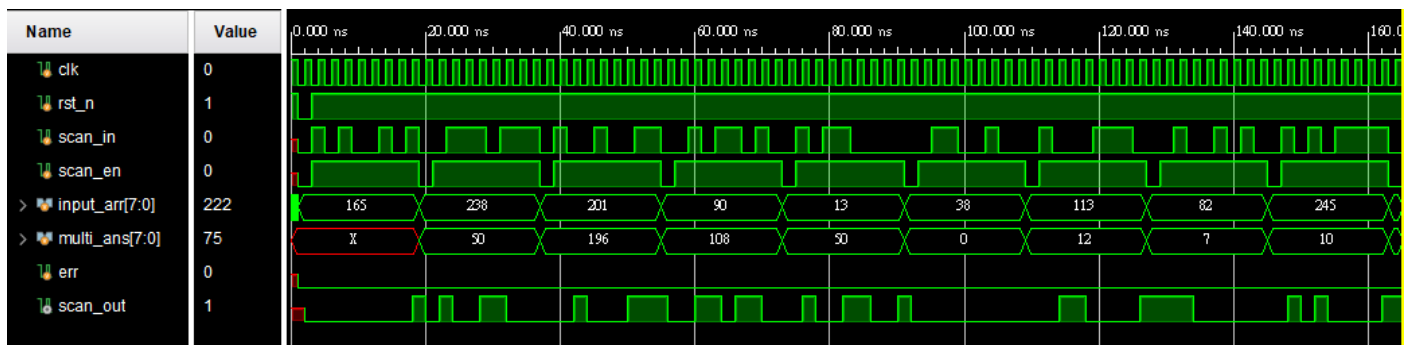 Name Value 0.000 ns 20.000 ns 40.000 ns 60.000 ns 80.000 ns 100.000 ns 120.000 ns 140.000 ns 160.0
clk 0
rst_n 1
scan_in 0
scan_en 0
input_arr[7:0] 222 165 238 201 90 13 38 113 82 245
multi_ans[7:0] 75 X 50 196 108 50 0 12 7 10
err 0
scan_out 1